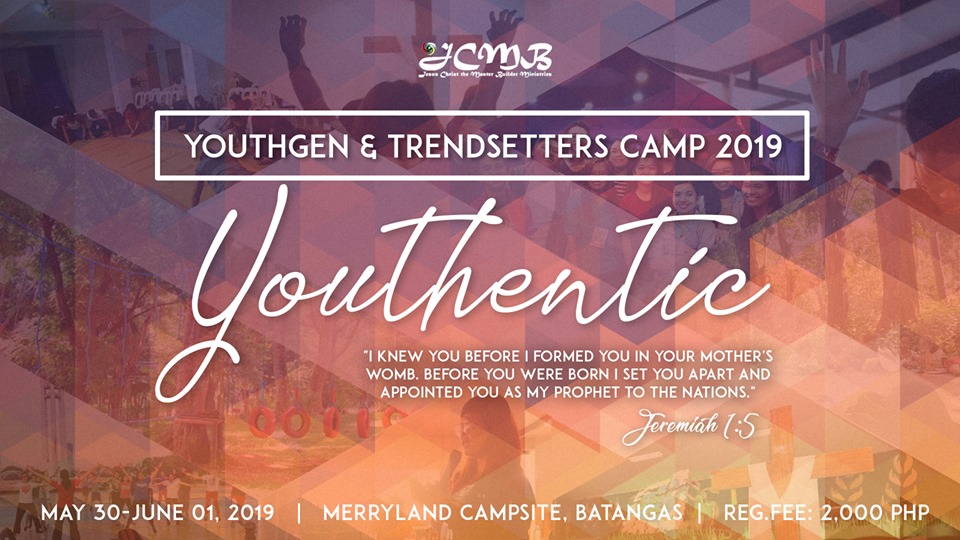 JCMB
Jesus Christ the Master Builder Ministries
YOUTHGEN & TRENDSETTERS CAMP 2019
Youthentic
"I KNEW YOU BEFORE I FORMED YOU IN YOUR MOTHER'S
WOMB. BEFORE YOU WERE BORN I SET YOU APART AND
APPOINTED YOU AS MY PROPHET TO THE NATIONS."
Jeremiah 1:5
MAY 30-JUNE 01, 2019 | MERRYLAND CAMPSITE, BATANGAS | REG.FEE: 2,000 PHP